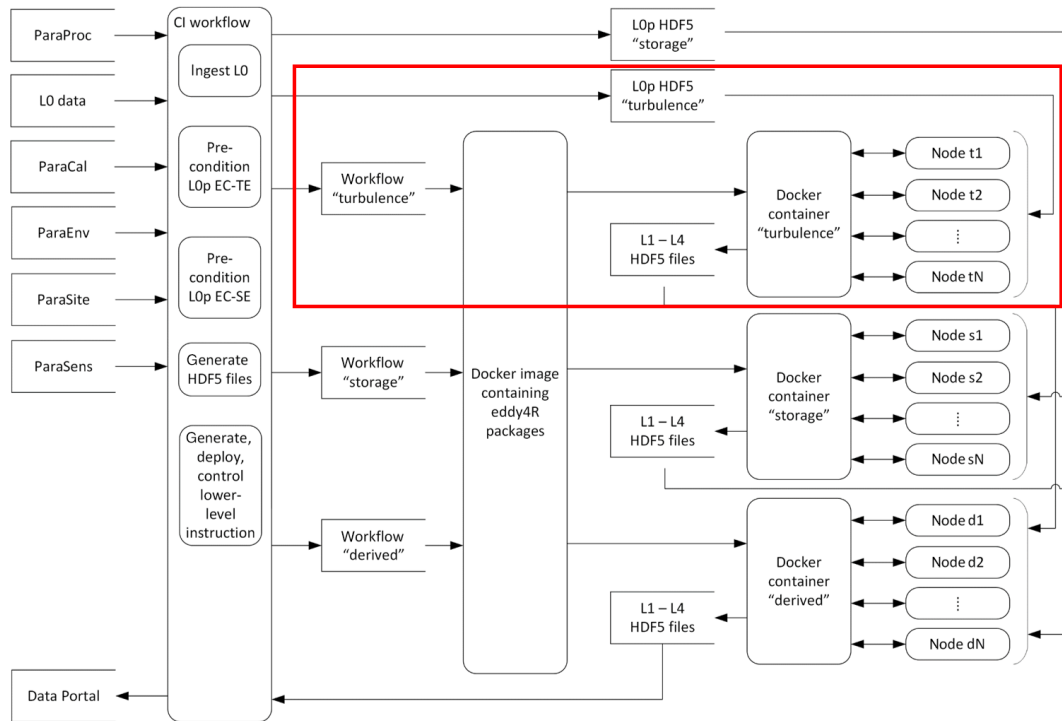 ParaProc
L0 data
ParaCal
ParaEnv
ParaSite
ParaSens
Data Portal
CI workflow
Ingest L0
Pre-
condition
L0p EC-TE
Pre-
condition
L0p EC-SE
Generate
HDF5 files
Generate,
deploy,
control
lower-
level
instruction
Workflow
“turbulence”
Workflow
“storage”
Workflow
“derived”
Docker image
containing
eddy4R
packages
L0p HDF5
“storage”
L0p HDF5
“turbulence”
L1 – L4
HDF5 files
L1 – L4
HDF5 files
L1 – L4
HDF5 files
Docker
container
“turbulence”
Node t1
Node t2
⋮
Node tN
Docker
container
“storage”
Node s1
Node s2
⋮
Node sN
Docker
container
“derived”
Node d1
Node d2
⋮
Node dN